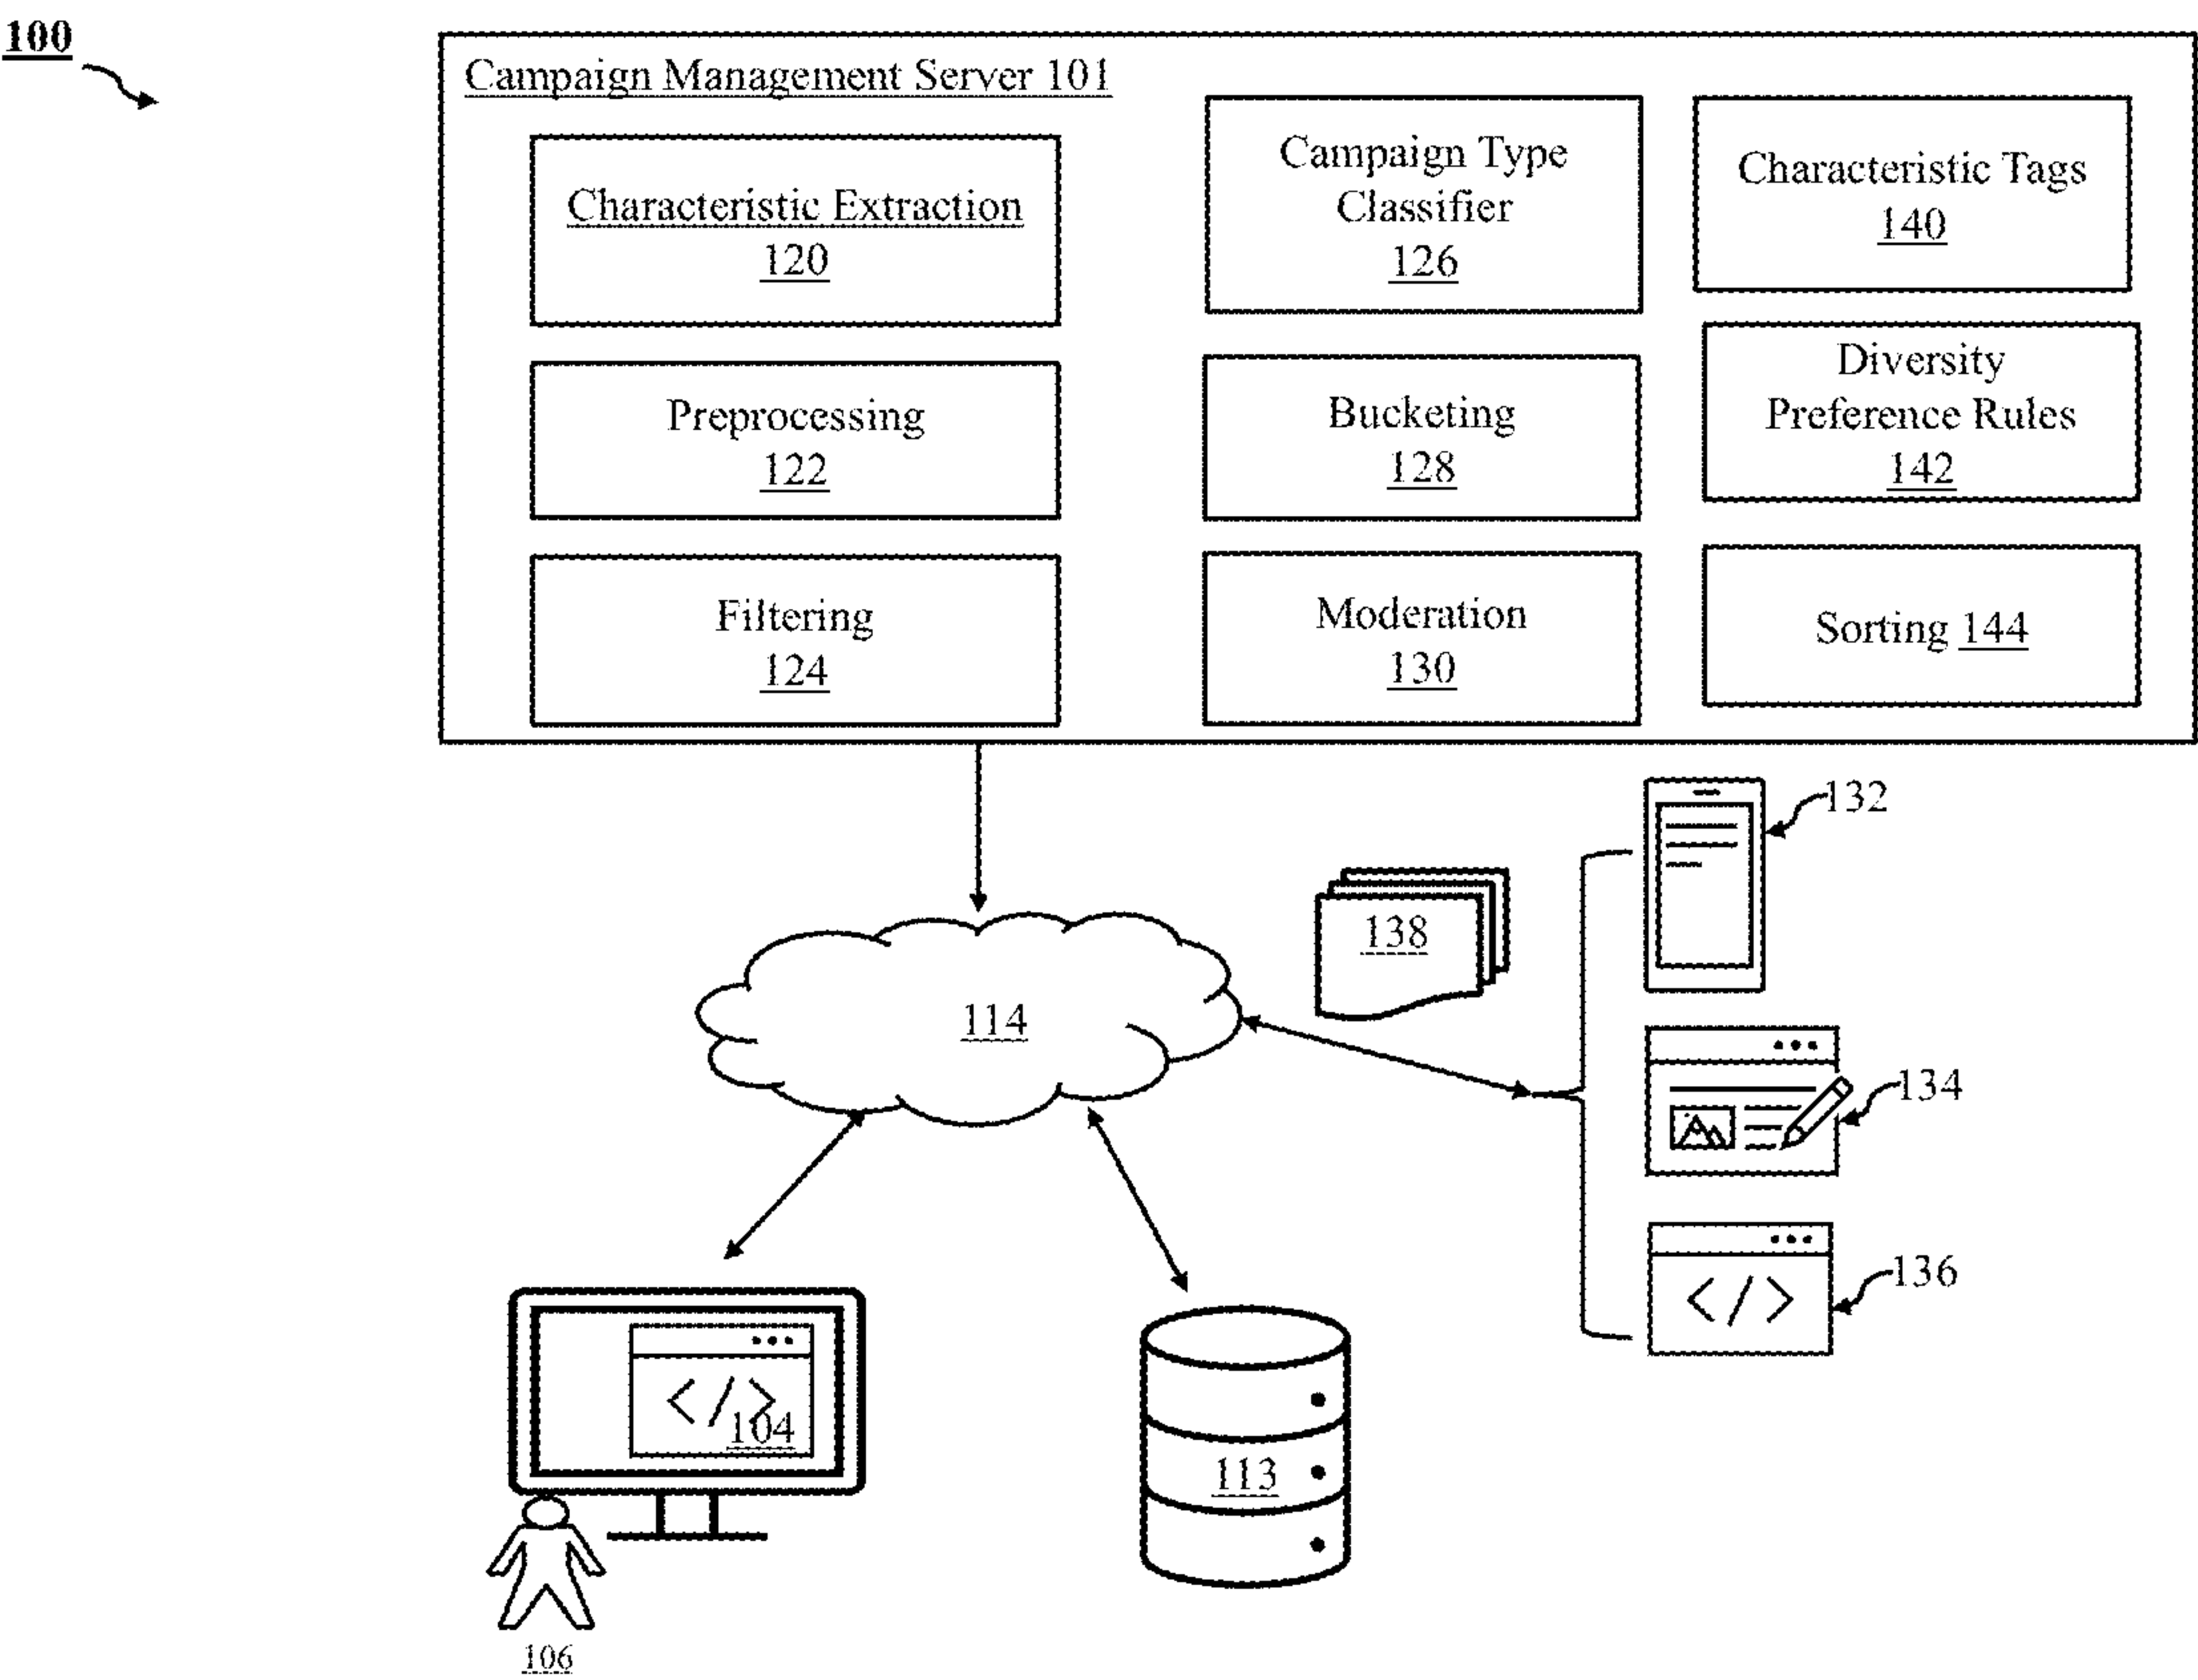 100
Campaign Management Server 101
Characteristic Extraction
120
Campaign Type
Classifier
126
Characteristic Tags
140
Preprocessing
122
Bucketing
128
Diversity
Preference Rules
142
Filtering
124
Moderation
130
Sorting 144
132
138
114
134
136
</>
</>
104
113
106